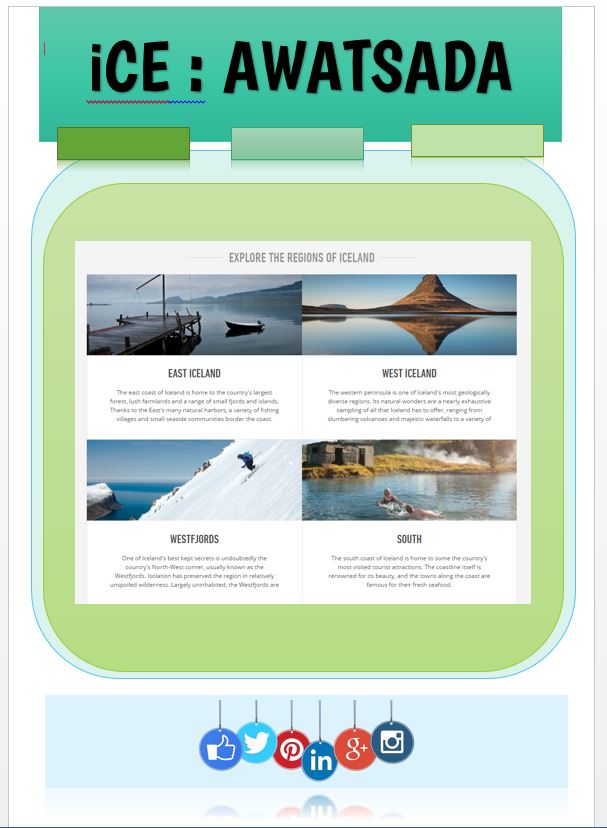 iCE : AWATSADA
EXPLORE THE REGIONS OF ICELAND
EAST ICELAND
The east coast of Iceland is home to the country's largest
forest, lush farmlands and a range of small fjords and islands.
Thanks to the East's many natural harbors, a variety of fishing
villages and small seaside communities border the coast.
WEST ICELAND
The western peninsula is one of Iceland's most geologically
diverse regions. Its natural wonders are a nearly exhaustive
sampling of all that Iceland has to offer, ranging from
slumbering volcanoes and majestic waterfalls to a variety of
WESTFJORDS
One of Iceland's best kept secrets is undoubtedly the
country's North-West corner, usually known as the
Westfjords. Isolation has preserved the region in relatively
unspoiled wilderness. Largely uninhabited, the Westfjords are
SOUTH
The south coast of Iceland is home to some the country's
most visited tourist attractions. The coastline itself is
renowned for its beauty, and the towns along the coast are
famous for their fresh seafood.
in
g+